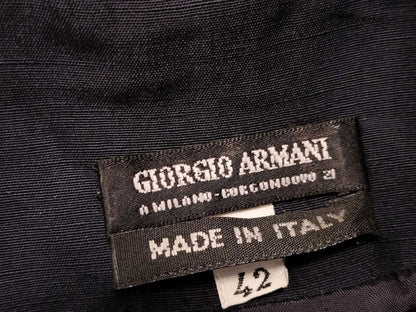 GIORGIO ARMANI
A MILANO-BORGONUOVO 21
MADE IN ITALY
42